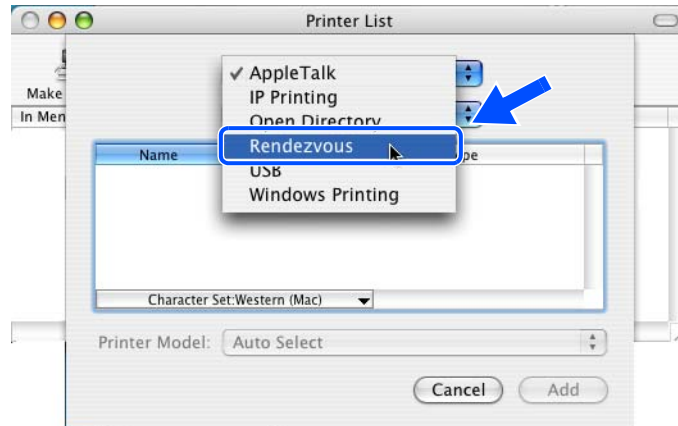 Printer List
✓ AppleTalk
IP Printing
Make
Open Directory
In Men
Rendezvous
Name
USB
Windows Printing
Character Set:Western (Mac)
Printer Model: Auto Select
Cancel Add